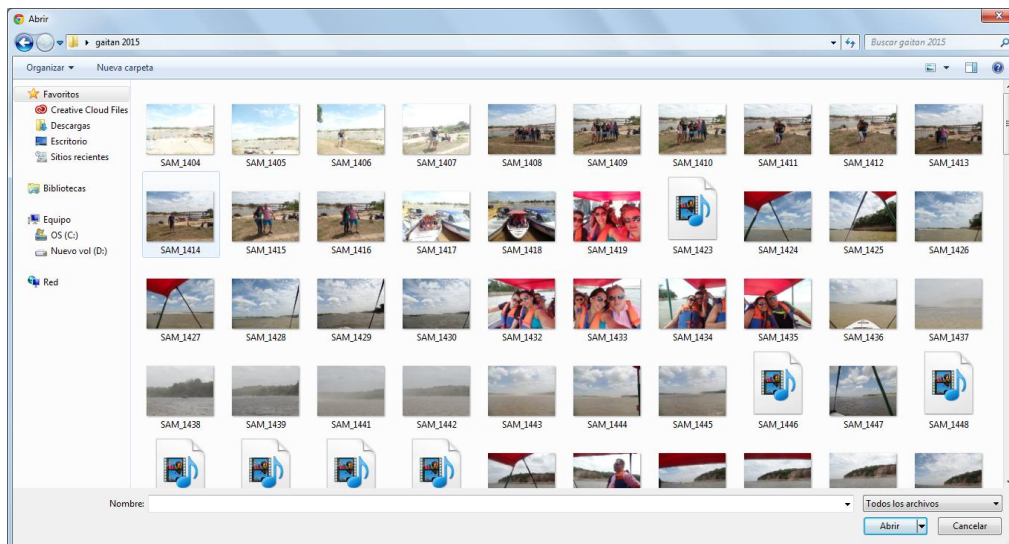 Abrir
gaitan 2015
Buscar gaitan 2015
Organizar
Nueva carpeta
Favoritos
Creative Cloud Files
Descargas
Escritorio
Sitios recientes
Bibliotecas
Equipo
OS (C:)
Nuevo vol (D:)
Red
SAM_1404 SAM_1405 SAM_1406 SAM_1407 SAM_1408 SAM_1409 SAM_1410 SAM_1411 SAM_1412 SAM_1413
SAM_1414 SAM_1415 SAM_1416 SAM_1417 SAM_1418 SAM_1419 SAM_1423 SAM_1424 SAM_1425 SAM_1426
SAM_1427 SAM_1428 SAM_1429 SAM_1430 SAM_1432 SAM_1433 SAM_1434 SAM_1435 SAM_1436 SAM_1437
SAM_1438 SAM_1439 SAM_1441 SAM_1442 SAM_1443 SAM_1444 SAM_1445 SAM_1446 SAM_1447 SAM_1448
Nombre:
Todos los archivos
Abrir
Cancelar